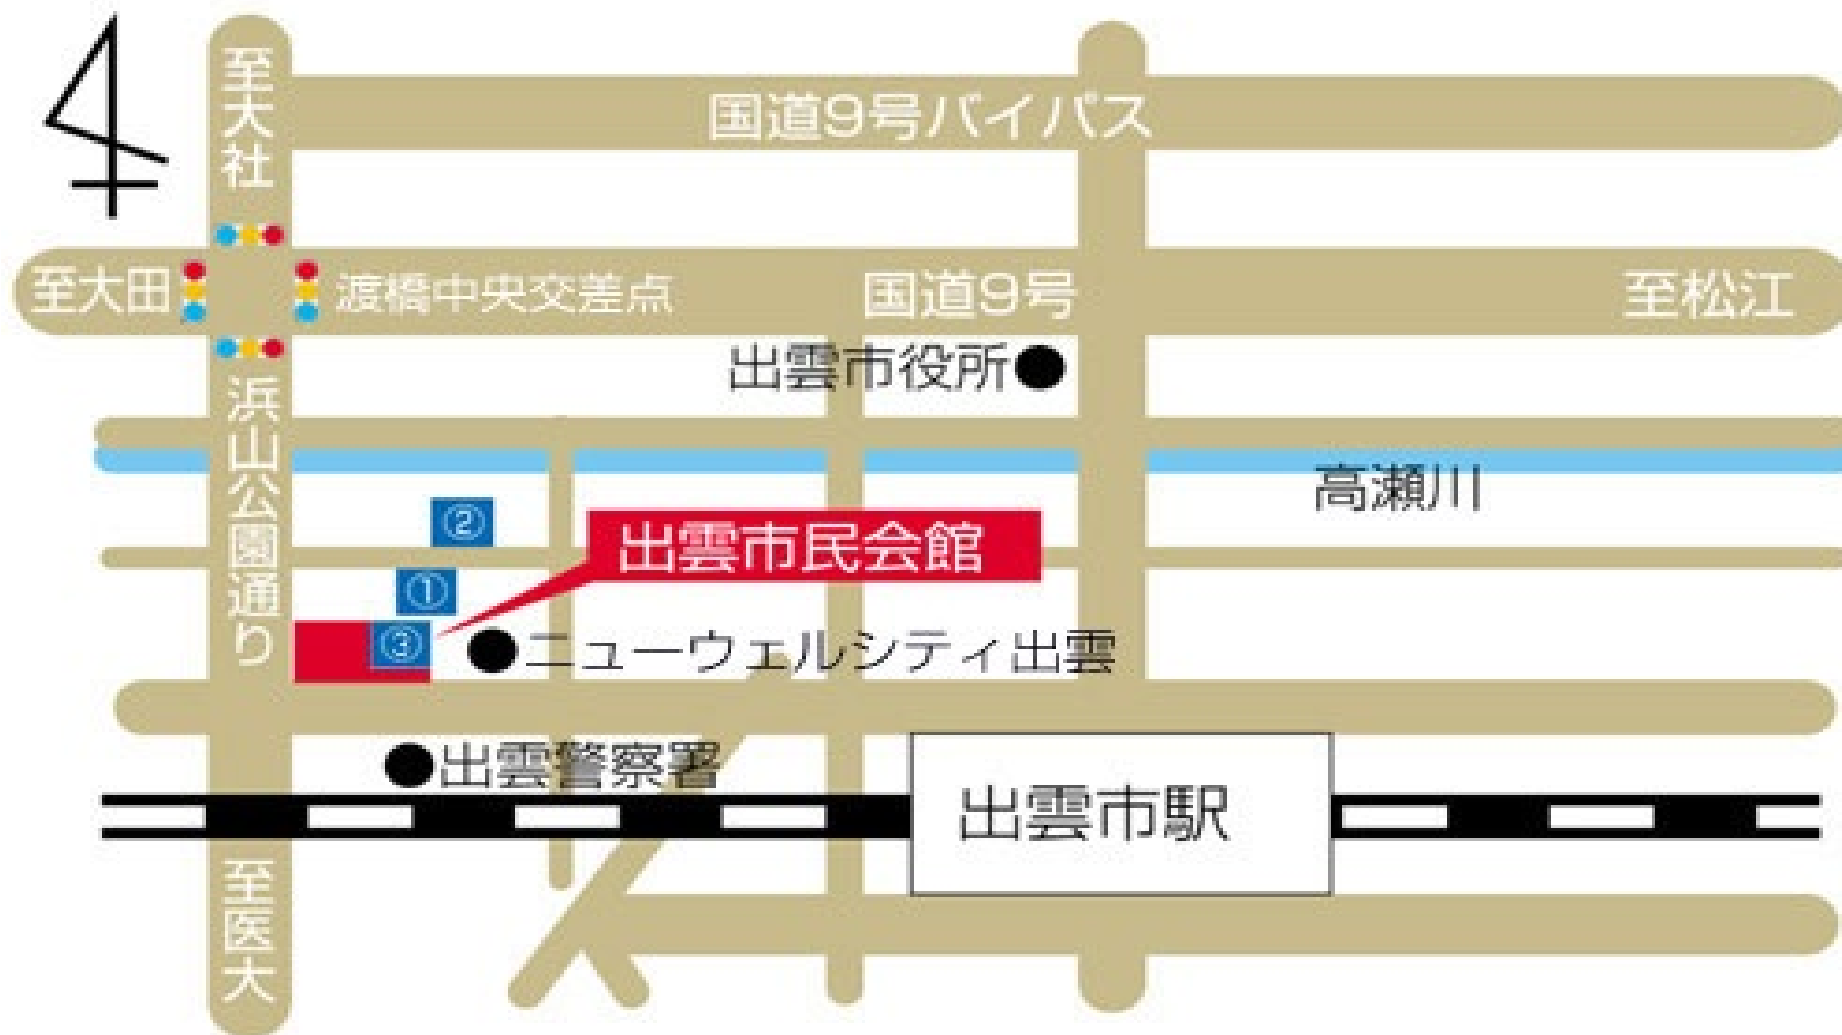 至大社
国道9号バイパス
至大田
渡橋中央交差点
国道9号
至松江
出雲市役所
浜山公園通り
高瀬川
②
出雲市民会館
①
③
ニューウェルシティ出雲
出雲警察署
出雲市駅
至医大